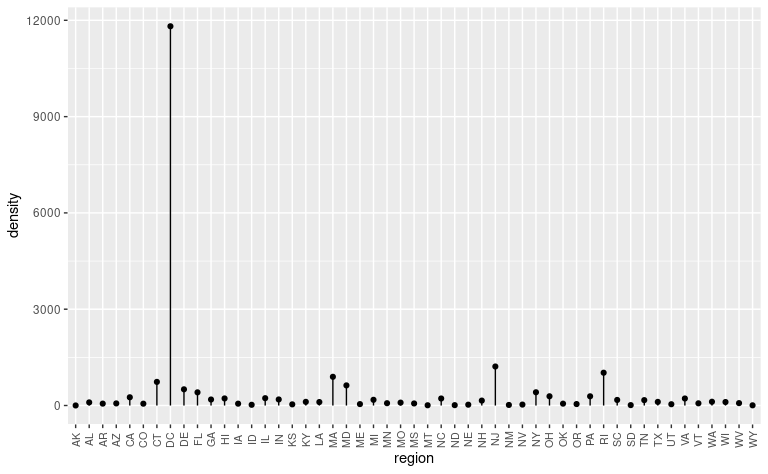 12000
9000
6000
3000
0
density
AK AL AR AZ CA CO CT DC DE FL GA HI IA ID IL IN KS KY LA MA MD ME MI MN MO MS MT NC ND NE NH NJ NM NV NY OH OK OR PA RI SC SD TN TX UT VA VT WA WI WV WY
region